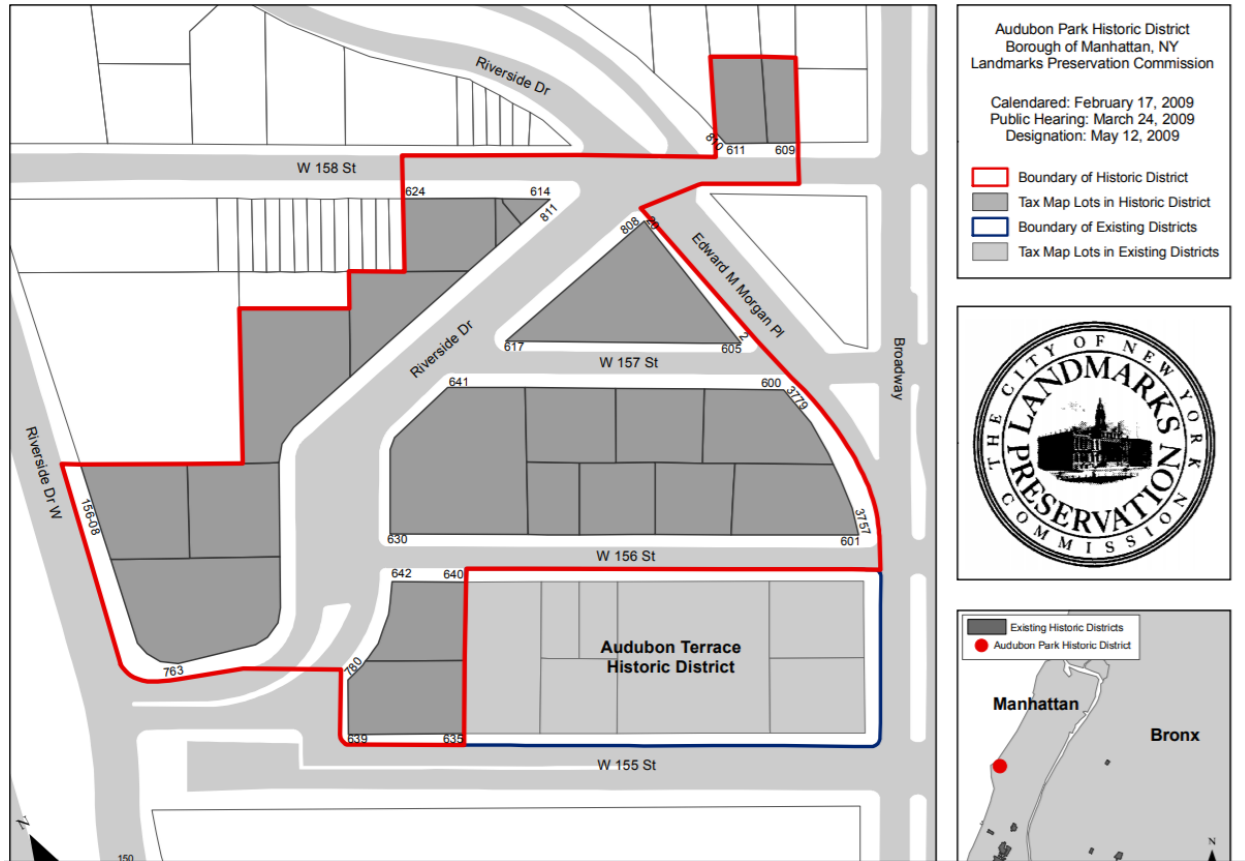 Riverside Dr
810
611
609
W 158 St
624
614
811
808
20
Edward M Morgan Pl
Riverside Dr
617
605
2
W 157 St
Broadway
641
600
3779
Riverside Dr W
156-08
3757
630
601
W 156 St
642
640
Audubon Terrace
Historic District
763
780
639
635
W 155 St
N
150
Audubon Park Historic District
Borough of Manhattan, NY
Landmarks Preservation Commission
Calendared: February 17, 2009
Public Hearing: March 24, 2009
Designation: May 12, 2009
Boundary of Historic District
Tax Map Lots in Historic District
Boundary of Existing Districts
Tax Map Lots in Existing Districts
THE CITY OF NEW YORK
LANDMARKS
PRESERVATION
COMMISSION
Existing Historic Districts
Audubon Park Historic District
Manhattan
Bronx
N